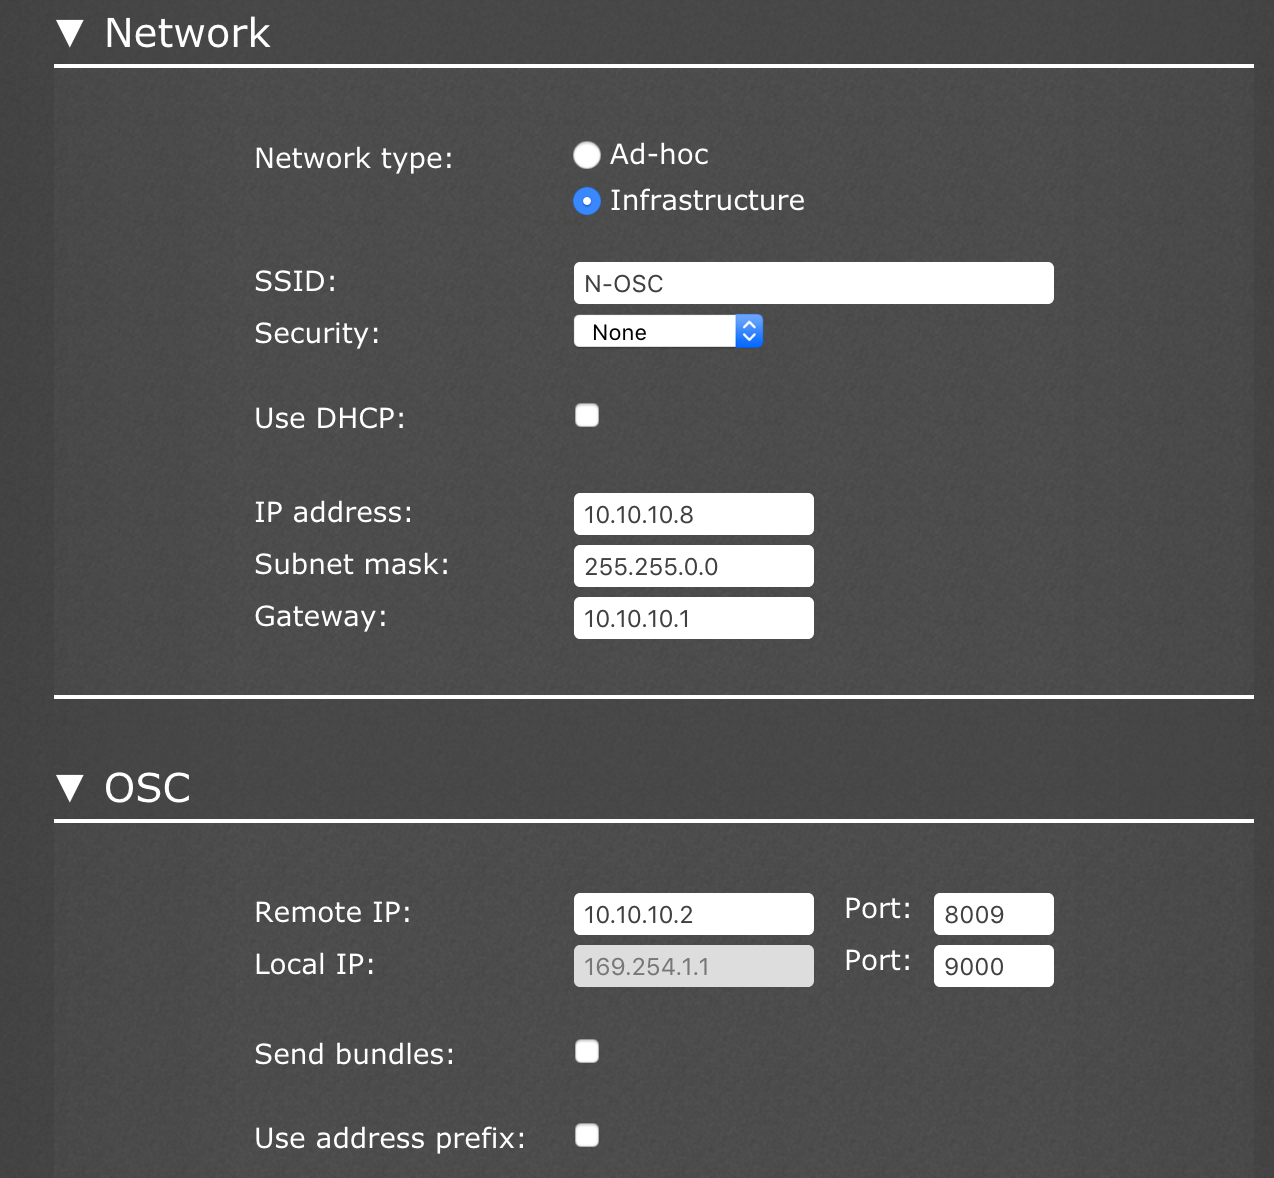 ▼ Network
Network type:
Ad-hoc
Infrastructure
SSID: N-OSC
Security: None
Use DHCP:
IP address: 10.10.10.8
Subnet mask: 255.255.0.0
Gateway: 10.10.10.1
▼ OSC
Remote IP: 10.10.10.2 Port: 8009
Local IP: 169.254.1.1 Port: 9000
Send bundles:
Use address prefix: